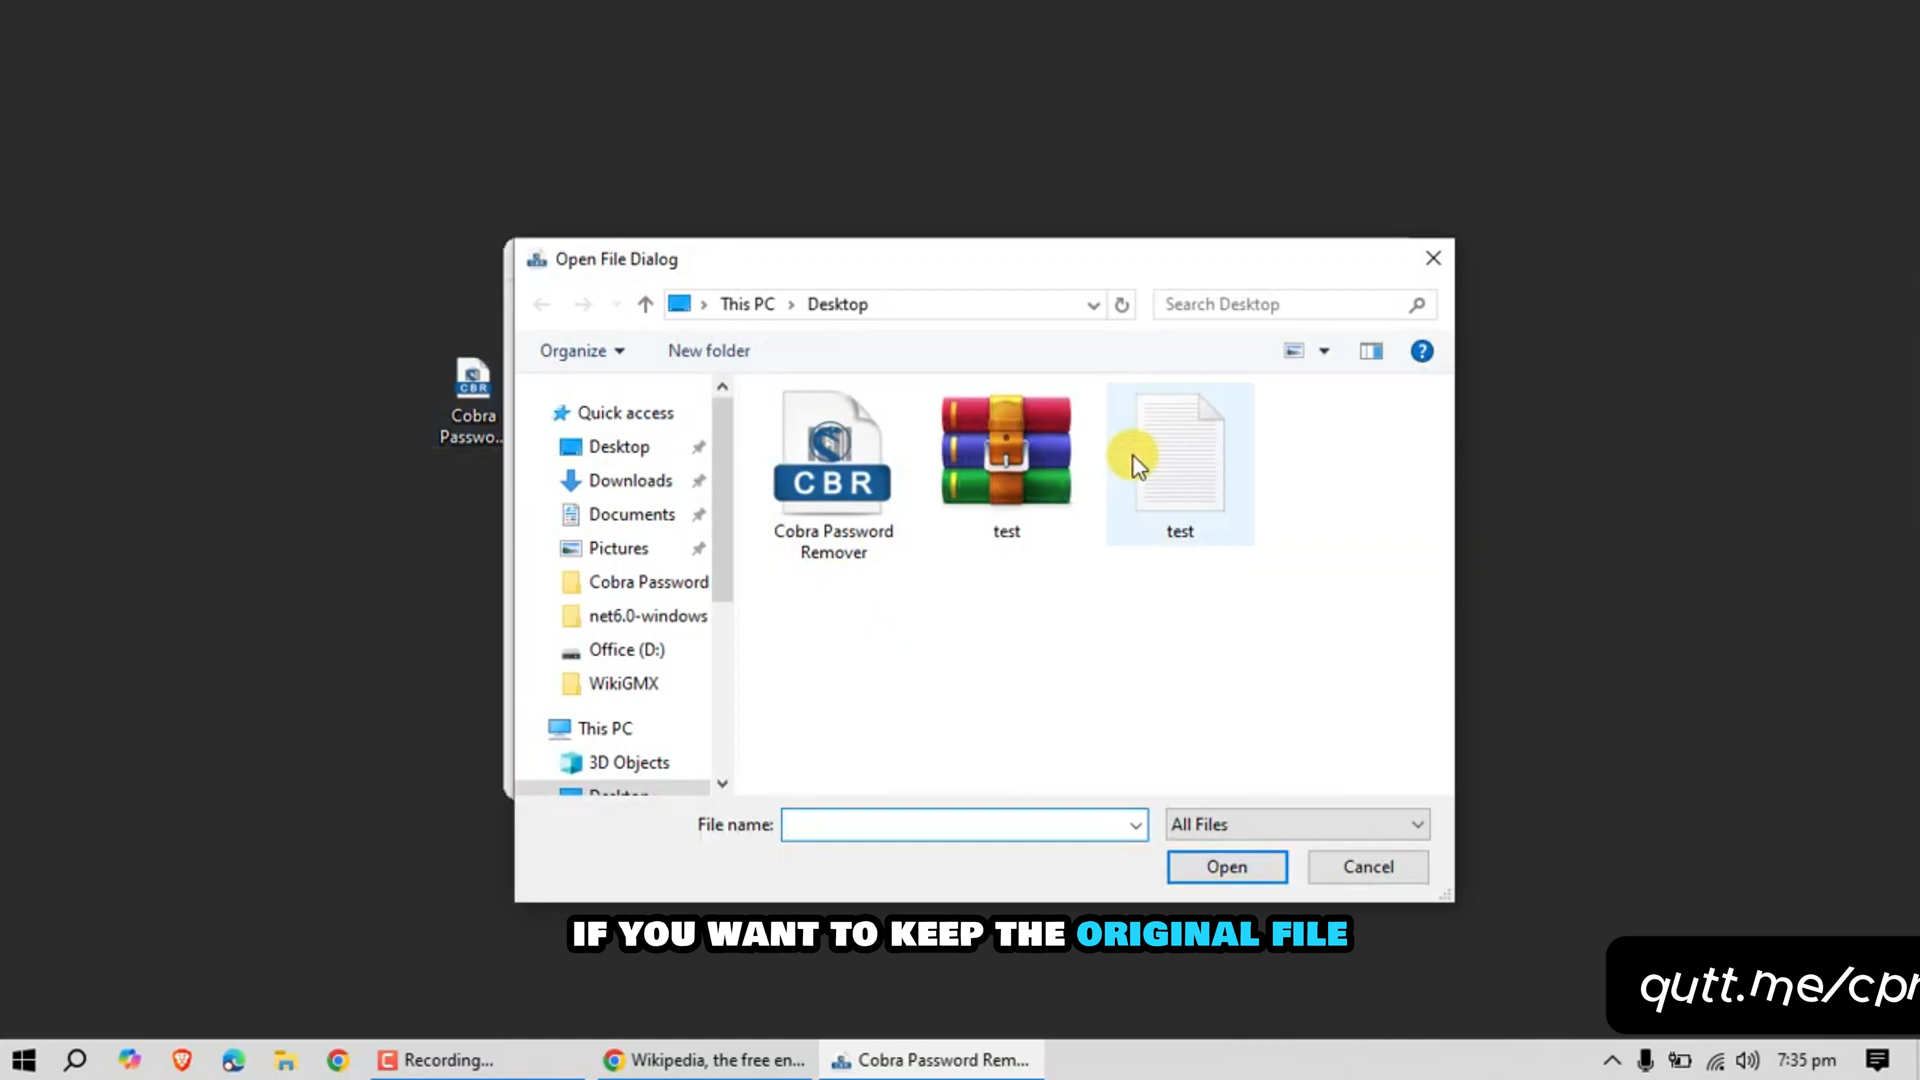 Open File Dialog
This PC > Desktop
Search Desktop
Organize
New folder
Quick access
Desktop
Downloads
Documents
Pictures
Cobra Password
net6.0-windows
Office (D:)
WikiGMX
This PC
3D Objects
Desktop
CBR
Cobra Password
Remover
test
test
CBR
Cobra
Passwo...
File name:
All Files
Open
Cancel
IF YOU WANT TO KEEP THE ORIGINAL FILE
qutt.me/cpr
Recording...
Wikipedia, the free en...
Cobra Password Rem...
7:35 pm